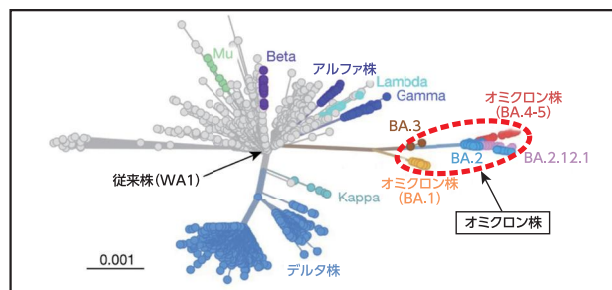 Mu
Beta
アルファ株
Lambda
Gamma
オミクロン株
(BA.4-5)
BA.3
BA.2
BA.2.12.1
従来株(WA1)
オミクロン株
(BA.1)
Kappa
オミクロン株
デルタ株
0.001